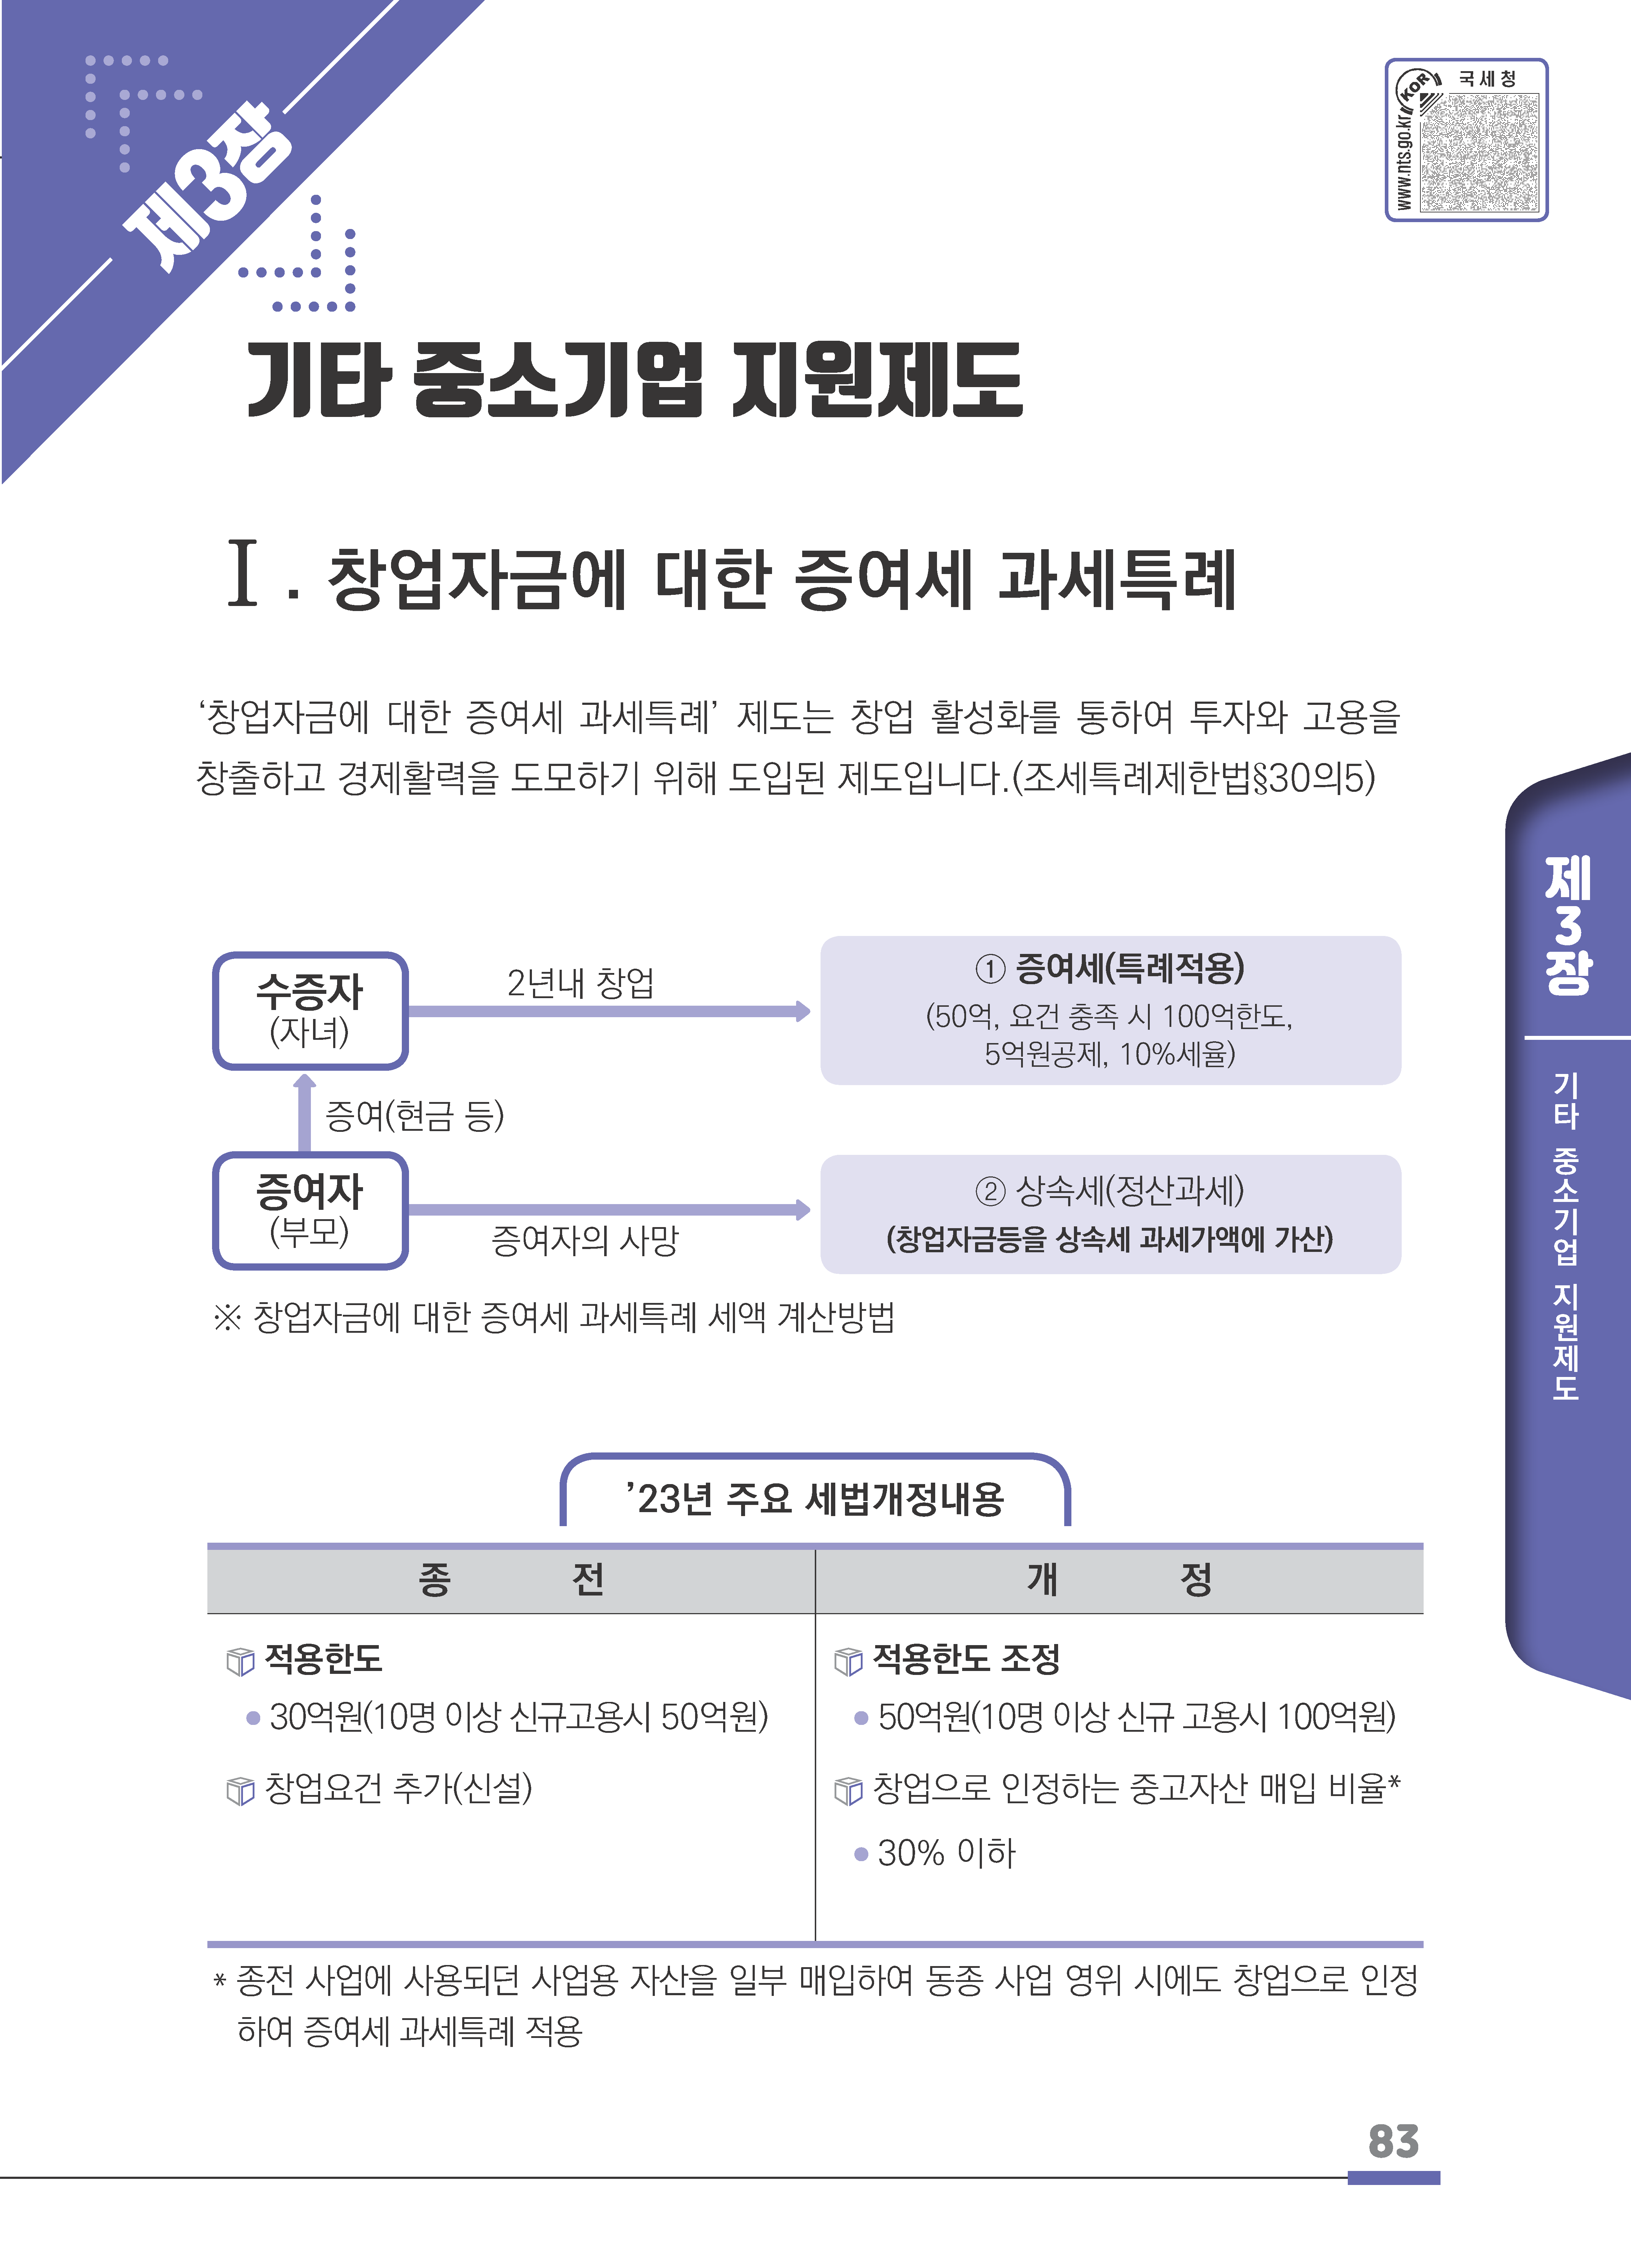 제3장
KOR
국세청
www.nts.go.kr
기타 중소기업 지원제도
Ⅰ. 창업자금에 대한 증여세 과세특례
‘창업자금에 대한 증여세 과세특례’ 제도는 창업 활성화를 통하여 투자와 고용을
창출하고 경제활력을 도모하기 위해 도입된 제도입니다.(조세특례제한법§30의5)
수증자
(자녀)
2년내 창업
① 증여세(특례적용)
(50억, 요건 충족 시 100억한도,
5억원공제, 10%세율)
증여(현금 등)
증여자
(부모)
증여자의 사망
② 상속세(정산과세)
(창업자금등을 상속세 과세가액에 가산)
※ 창업자금에 대한 증여세 과세특례 세액 계산방법
’23년 주요 세법개정내용
종 전
개 정
적용한도
• 30억원(10명 이상 신규고용시 50억원)
창업요건 추가(신설)
적용한도 조정
• 50억원(10명 이상 신규 고용시 100억원)
창업으로 인정하는 중고자산 매입 비율*
• 30% 이하
* 종전 사업에 사용되던 사업용 자산을 일부 매입하여 동종 사업 영위 시에도 창업으로 인정
하여 증여세 과세특례 적용
제3장
기타 중소기업 지원제도
83